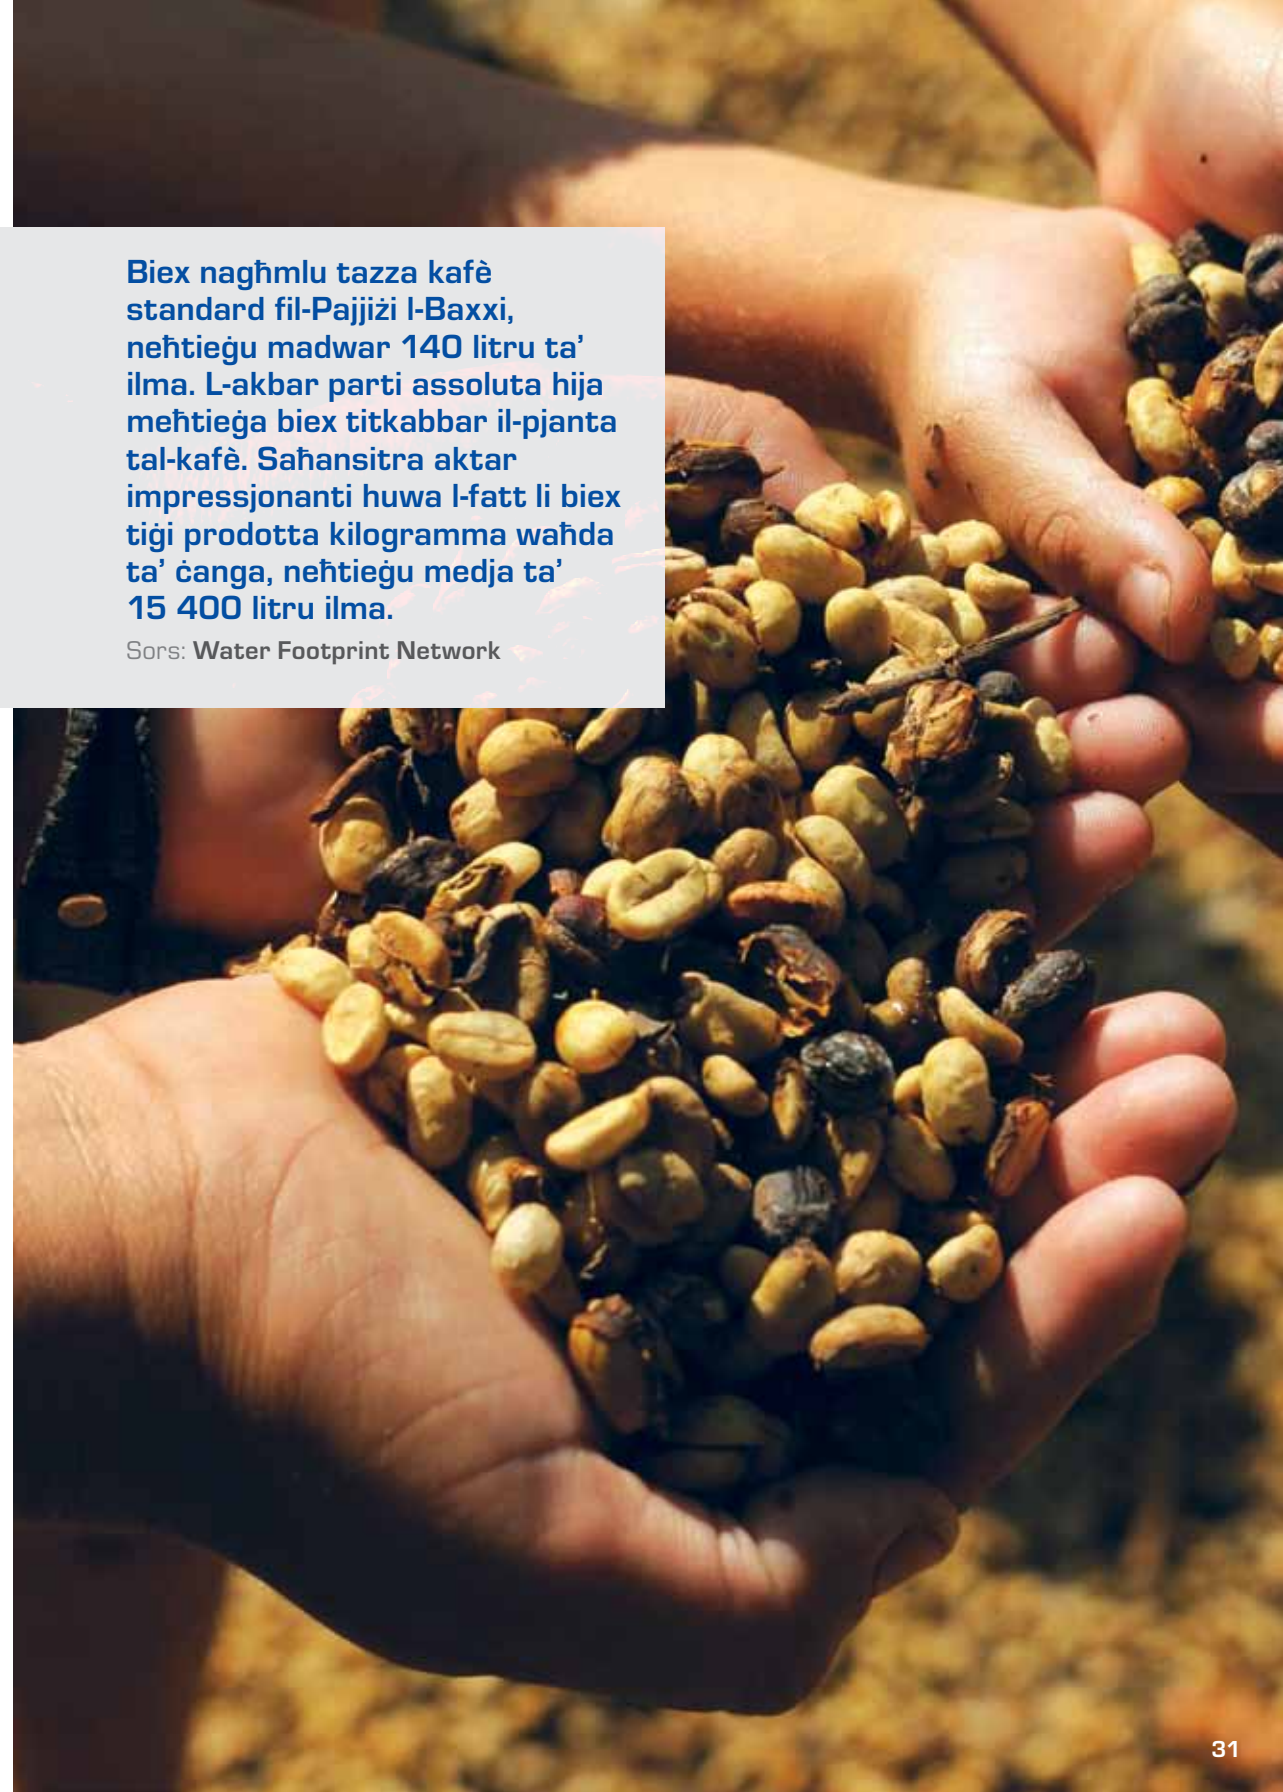 Biex nagħmlu tazza kafè
standard fil-Pajjiżi l-Baxxi,
neħtieġu madwar 140 litru ta’
ilma. L-akbar parti assoluta hija
meħtieġa biex titkabbar il-pjanta
tal-kafè. Saħansitra aktar
impressjonanti huwa l-fatt li biex
tiġi prodotta kilogramma waħda
ta’ ċanga, neħtieġu medja ta’
15 400 litru ilma.
Sors: Water Footprint Network
31